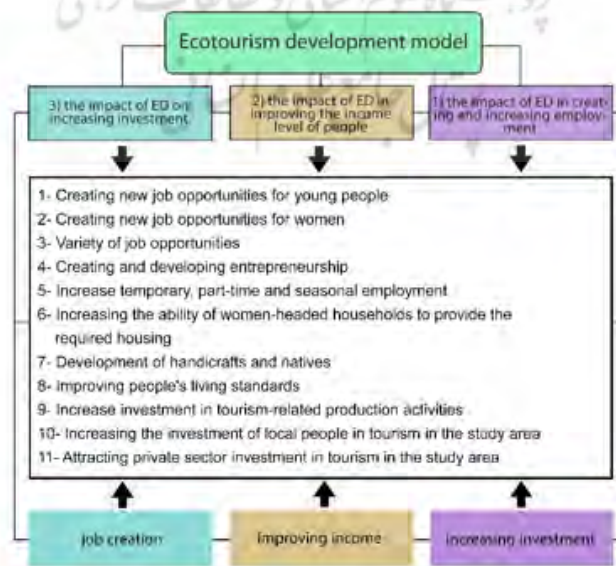 Ecotourism development model
3) the impact of ED on
increasing investment
2) the impact of ED in
improving the income
level of people
1) the impact of ED in creat-
ing and increasing employ-
ment
1- Creating new job opportunities for young people
2- Creating new job opportunities for women
3- Variety of job opportunities
4- Creating and developing entrepreneurship
5- Increase temporary, part-time and seasonal employment
6- Increasing the ability of women-headed households to provide the
required housing
7- Development of handicrafts and natives
8- Improving people's living standards
9- Increase investment in tourism-related production activities
10- Increasing the investment of local people in tourism in the study area
11- Attracting private sector investment in tourism in the study area
job creation
improving income
increasing investment